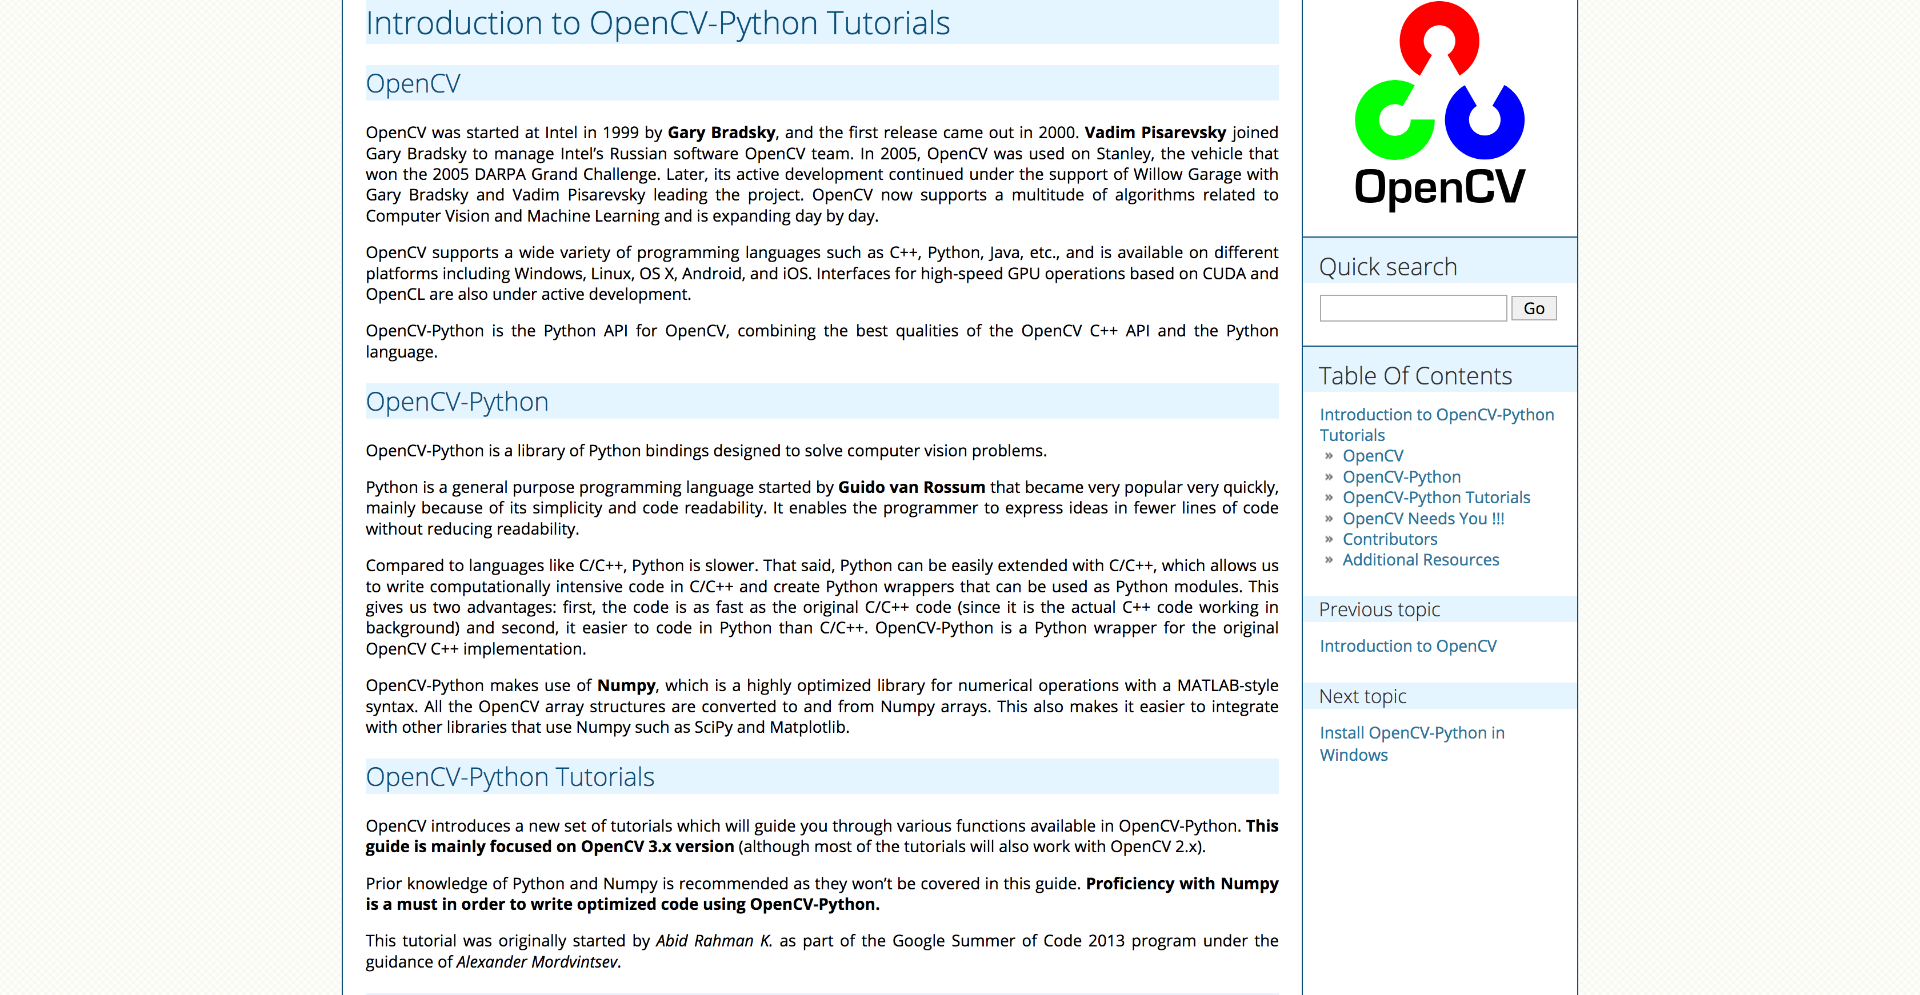 Introduction to OpenCV-Python Tutorials
OpenCV
OpenCV was started at Intel in 1999 by Gary Bradsky, and the first release came out in 2000. Vadim Pisarevsky joined
Gary Bradsky to manage Intel's Russian software OpenCV team. In 2005, OpenCV was used on Stanley, the vehicle that
won the 2005 DARPA Grand Challenge. Later, its active development continued under the support of Willow Garage with
Gary Bradsky and Vadim Pisarevsky leading the project. OpenCV now supports a multitude of algorithms related to
Computer Vision and Machine Learning and is expanding day by day.
OpenCV supports a wide variety of programming languages such as C++, Python, Java, etc., and is available on different
platforms including Windows, Linux, OS X, Android, and iOS. Interfaces for high-speed GPU operations based on CUDA and
OpenCL are also under active development.
OpenCV-Python is the Python API for OpenCV, combining the best qualities of the OpenCV C++ API and the Python
language.
OpenCV-Python
OpenCV-Python is a library of Python bindings designed to solve computer vision problems.
Python is a general purpose programming language started by Guido van Rossum that became very popular very quickly,
mainly because of its simplicity and code readability. It enables the programmer to express ideas in fewer lines of code
without reducing readability.
Compared to languages like C/C++, Python is slower. That said, Python can be easily extended with C/C++, which allows us
to write computationally intensive code in C/C++ and create Python wrappers that can be used as Python modules. This
gives us two advantages: first, the code is as fast as the original C/C++ code (since it is the actual C++ code working in
background) and second, it easier to code in Python than C/C++. OpenCV-Python is a Python wrapper for the original
OpenCV C++ implementation.
OpenCV-Python makes use of Numpy, which is a highly optimized library for numerical operations with a MATLAB-style
syntax. All the OpenCV array structures are converted to and from Numpy arrays. This also makes it easier to integrate
with other libraries that use Numpy such as SciPy and Matplotlib.
OpenCV-Python Tutorials
OpenCV introduces a new set of tutorials which will guide you through various functions available in OpenCV-Python. This
guide is mainly focused on OpenCV 3.x version (although most of the tutorials will also work with OpenCV 2.x).
Prior knowledge of Python and Numpy is recommended as they won't be covered in this guide. Proficiency with Numpy
is a must in order to write optimized code using OpenCV-Python.
This tutorial was originally started by Abid Rahman K. as part of the Google Summer of Code 2013 program under the
guidance of Alexander Mordvintsev.
OpenCV
Quick search
Go
Table Of Contents
Introduction to OpenCV-Python
Tutorials
» OpenCV
» OpenCV-Python
» OpenCV-Python Tutorials
» OpenCV Needs You !!!
» Contributors
» Additional Resources
Previous topic
Introduction to OpenCV
Next topic
Install OpenCV-Python in
Windows